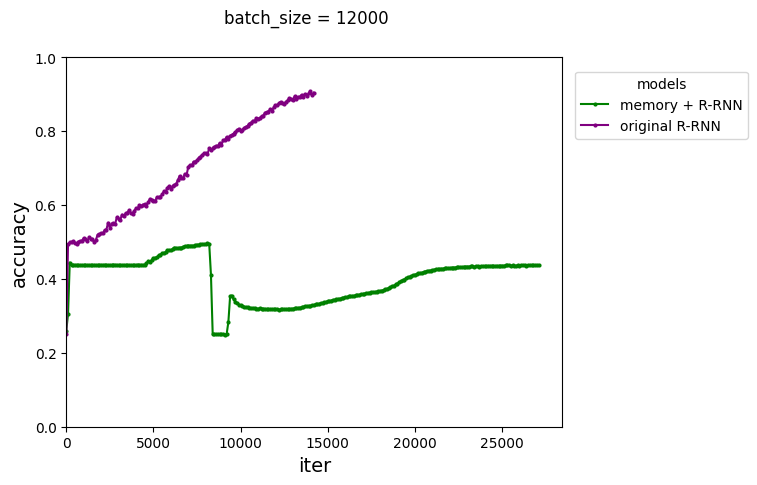 batch_size = 12000
models
memory + R-RNN
original R-RNN
accuracy
1.0
0.8
0.6
0.4
0.2
0.0
0 5000 10000 15000 20000 25000
iter